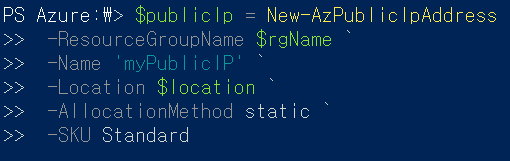 PS Azure:\> $publicIp = New-AzPublicIpAddress
>>  -ResourceGroupName $rgName `
>>  -Name 'myPublicIP' `
>>  -Location $location `
>>  -AllocationMethod static `
>>  -SKU Standard